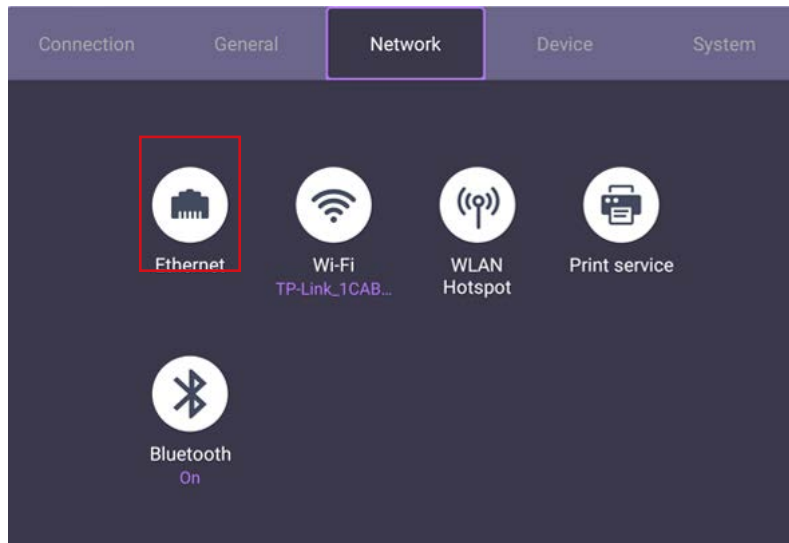 Connection
General
Network
Device
System
Ethernet
Wi-Fi
TP-Link_1CAB...
WLAN
Hotspot
Print service
Bluetooth
On